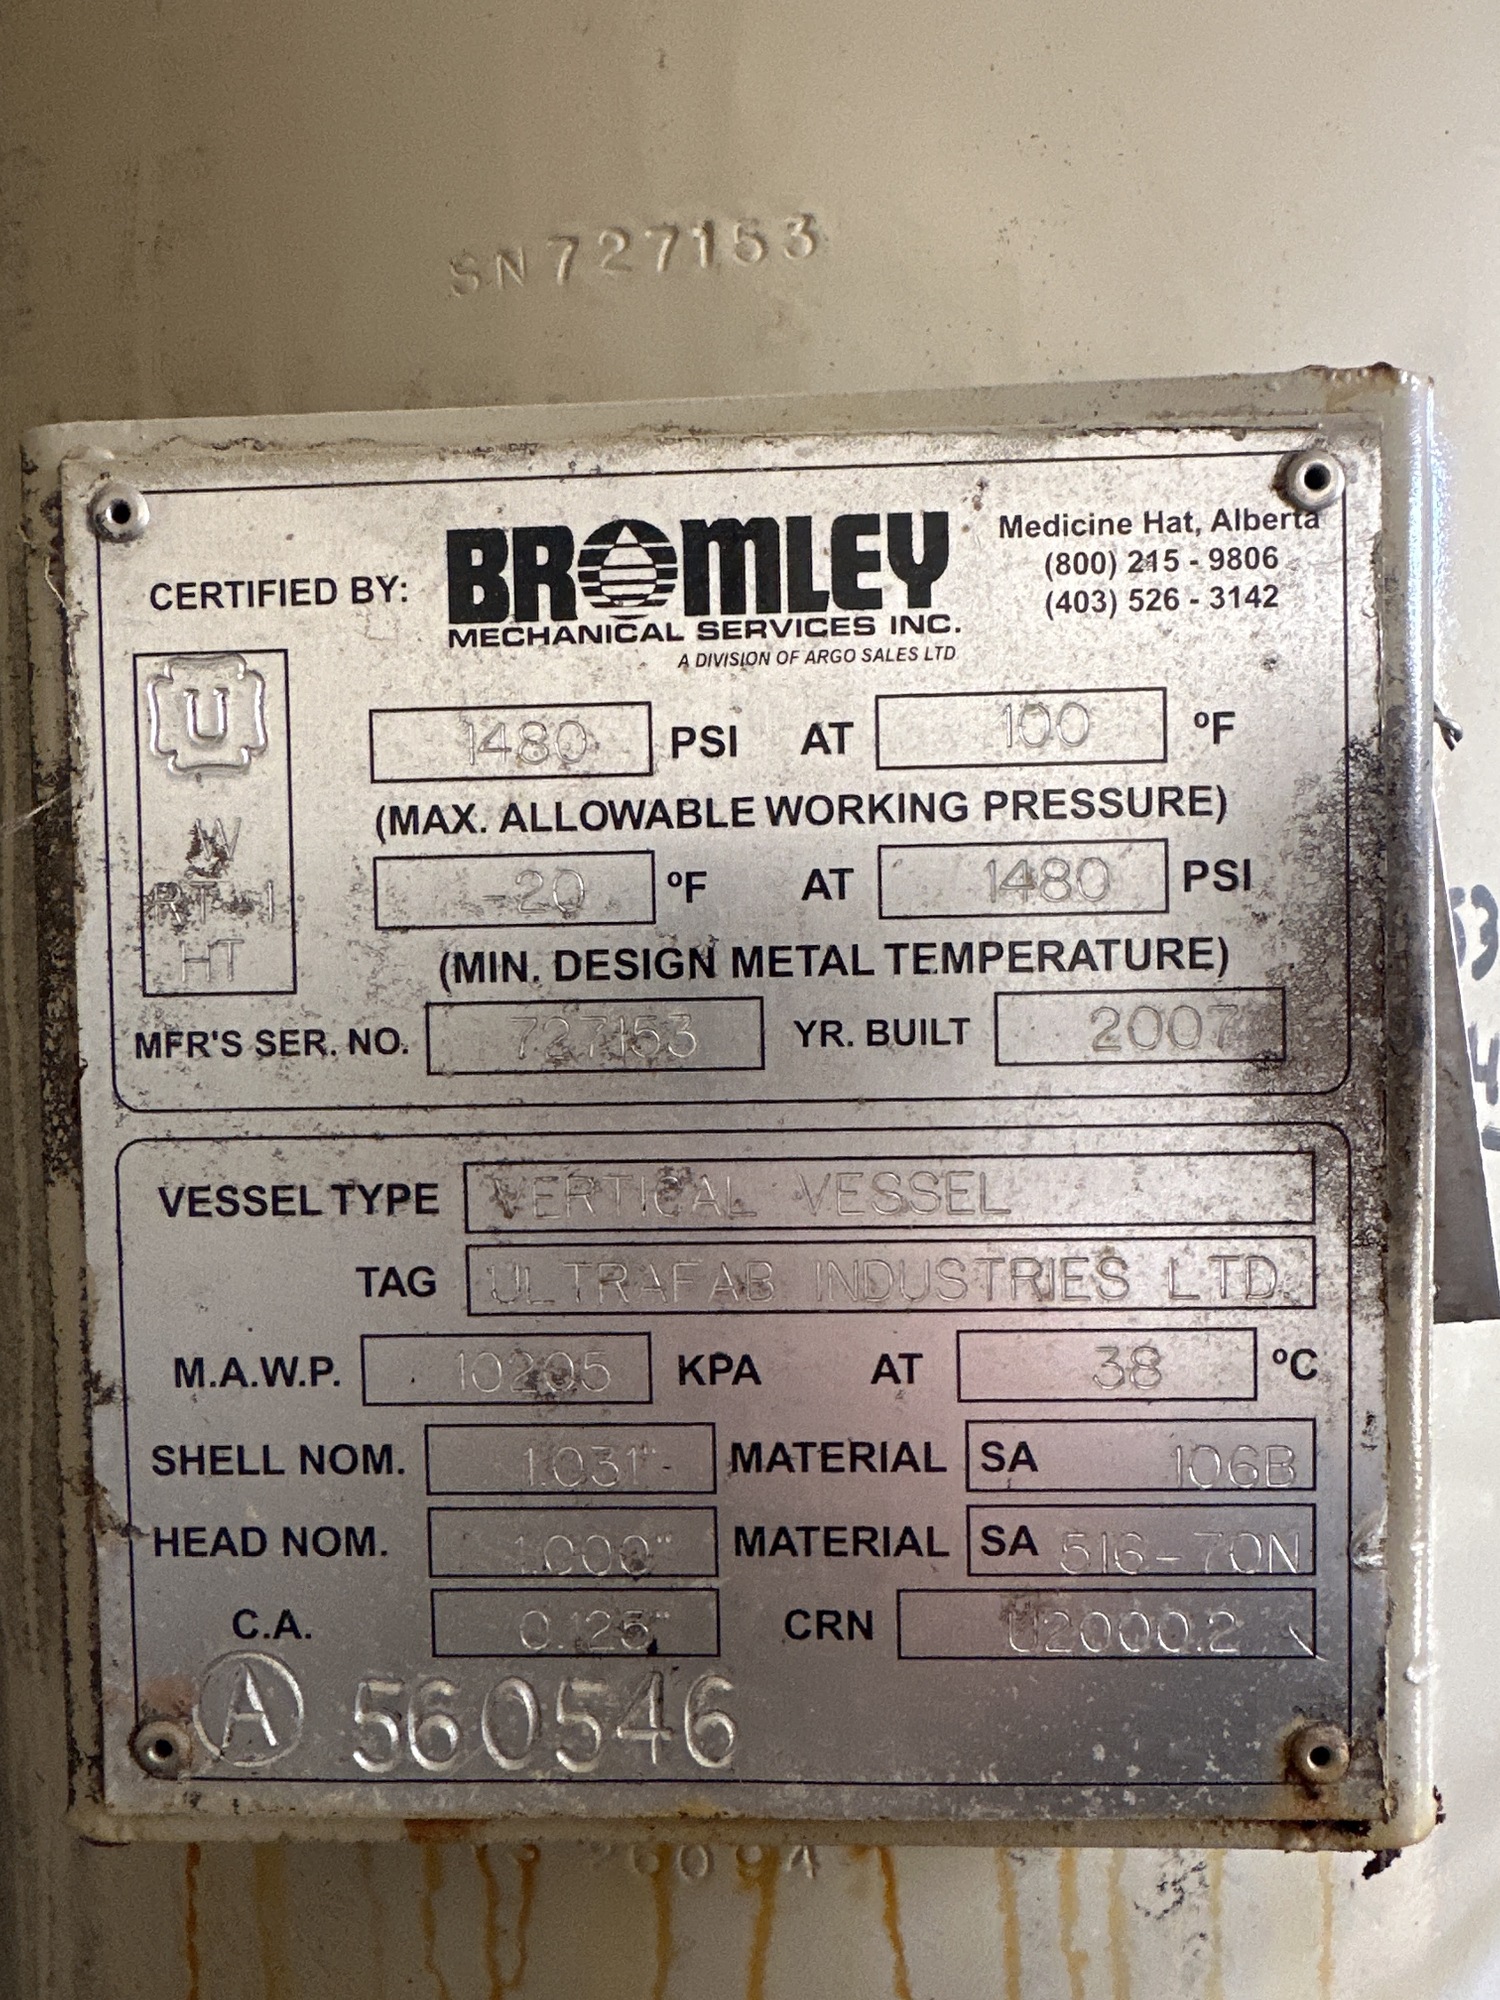 SN727153
CERTIFIED BY: BROMLEY
MECHANICAL SERVICES INC.
A DIVISION OF ARGO SALES LTD
Medicine Hat, Alberta
(800) 215 - 9806
(403) 526 - 3142
U
W
RT-1
HT
1480 PSI AT 100 ºF
(MAX. ALLOWABLE WORKING PRESSURE)
-20 ºF AT 1480 PSI
(MIN. DESIGN METAL TEMPERATURE)
MFR'S SER. NO. 727153 YR. BUILT 2007
VESSEL TYPE VERTICAL VESSEL
TAG ULTRAFAB INDUSTRIES LTD.
M.A.W.P. 10205 KPA AT 38 ºC
SHELL NOM. 1.031" MATERIAL SA 106B
HEAD NOM. 1.000" MATERIAL SA 516-70N
C.A. 0.125" CRN U2000.2
A 560546